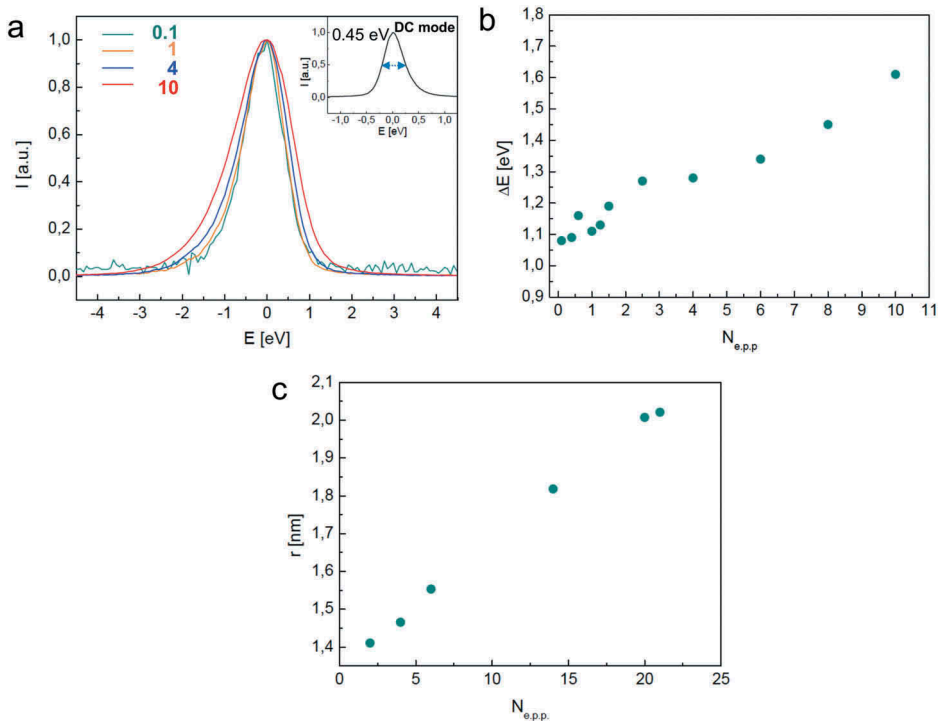 a
0.1
1
4
10
I [a.u.]
1,0
0,8
0,6
0,4
0,2
0,0
-4 -3 -2 -1 0 1 2 3 4
E [eV]
0.45 eV
DC mode
I [a.u.]
1,0
0,5
0,0
-1,0 -0,5 0,0 0,5 1,0
E [eV]
b
ΔE [eV]
1,7
1,6
1,5
1,4
1,3
1,2
1,1
1,0
0,9
0 1 2 3 4 5 6 7 8 9 10 11
Ne.p.p
c
r [nm]
2,1
2,0
1,9
1,8
1,7
1,6
1,5
1,4
0 5 10 15 20 25
Ne.p.p.